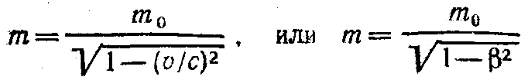 m = m₀ / √(1 − (υ/c)²), или m = m₀ / √(1 − β²)